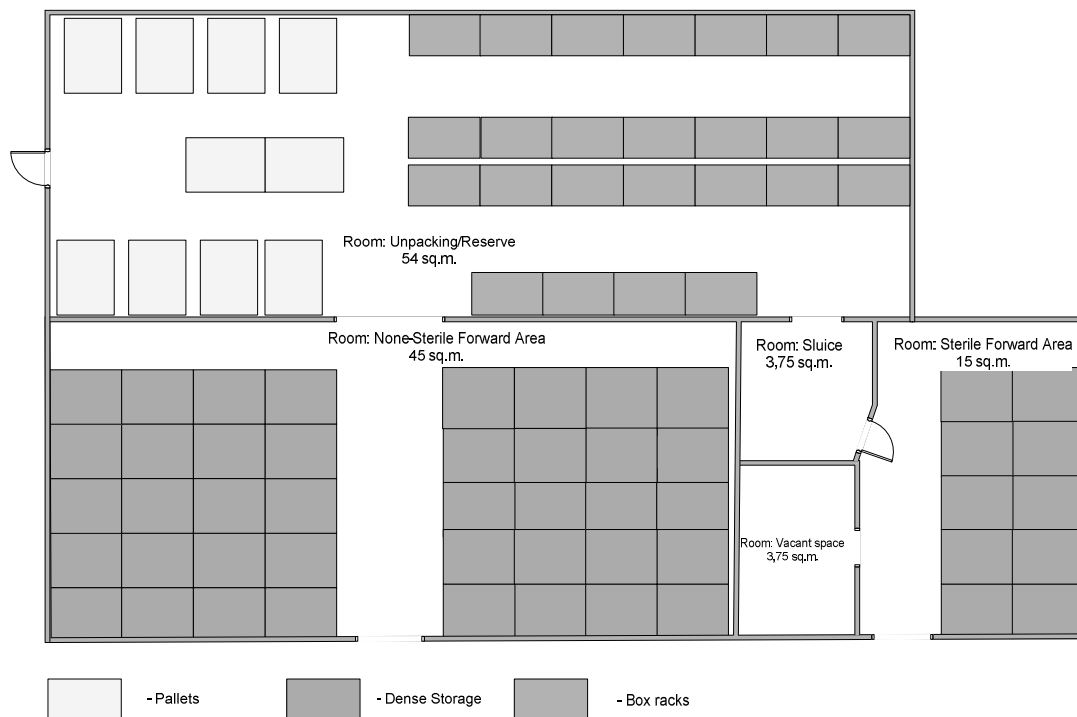 Room: Unpacking/Reserve
54 sq.m.
Room: None-Sterile Forward Area
45 sq.m.
Room: Sluice
3,75 sq.m.
Room: Sterile Forward Area
15 sq.m.
Room: Vacant space
3,75 sq.m.
- Pallets
- Dense Storage
- Box racks